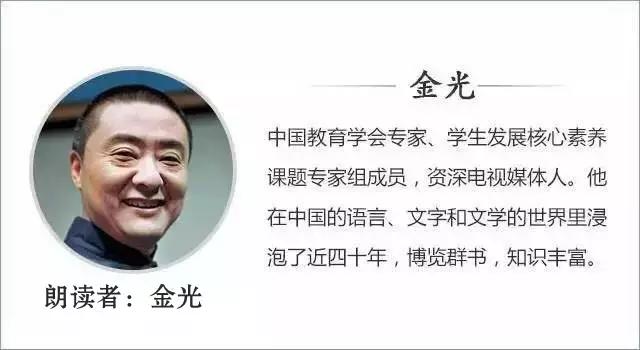 金光
中国教育学会专家、学生发展核心素养
课题专家组成员，资深电视媒体人。他
在中国的语言、文字和文学的世界里浸
泡了近四十年，博览群书，知识丰富。
朗读者：金光